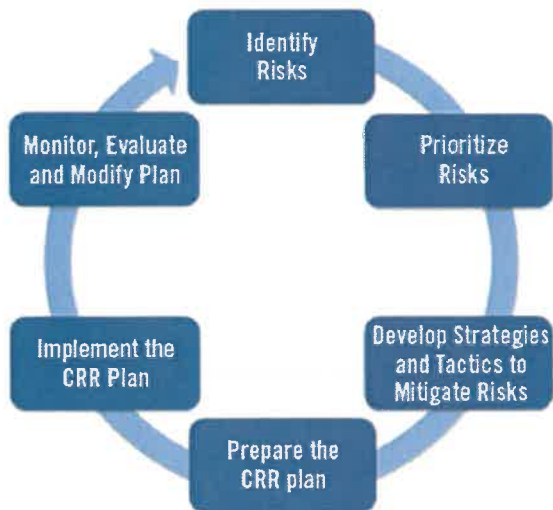 Identify
Risks
Prioritize
Risks
Develop Strategies
and Tactics to
Mitigate Risks
Prepare the
CRR plan
Implement the
CRR Plan
Monitor, Evaluate
and Modify Plan